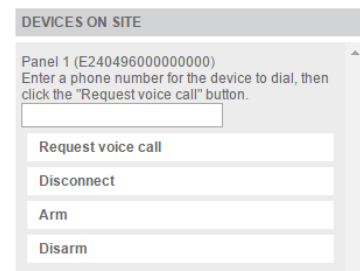 DEVICES ON SITE
Panel 1 (E240496000000000)
Enter a phone number for the device to dial, then
click the "Request voice call" button.
Request voice call
Disconnect
Arm
Disarm